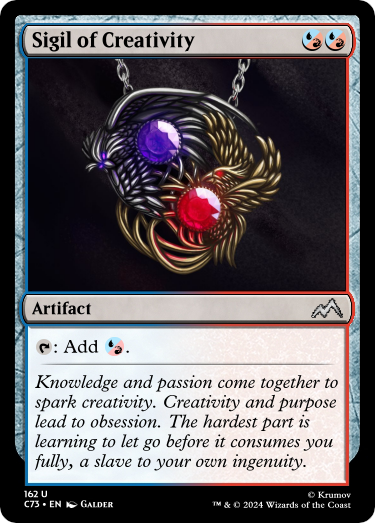 Sigil of Creativity
Artifact
: Add .
Knowledge and passion come together to
spark creativity. Creativity and purpose
lead to obsession. The hardest part is
learning to let go before it consumes you
fully, a slave to your own ingenuity.
162 U
C73 • EN GALDER
© Krumov
™ & © 2024 Wizards of the Coast